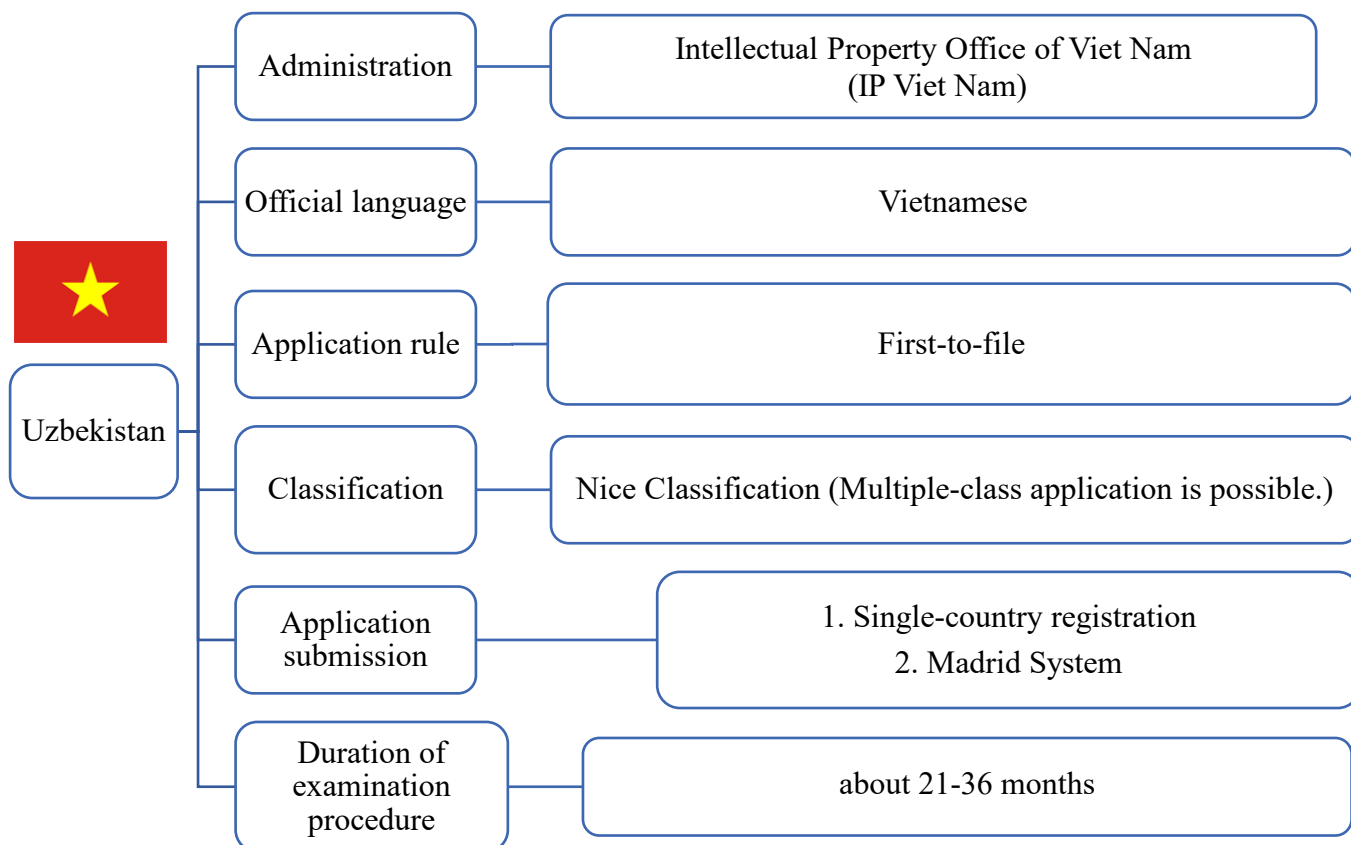 Administration
Intellectual Property Office of Viet Nam
(IP Viet Nam)
Official language
Vietnamese
Application rule
First-to-file
Uzbekistan
Classification
Nice Classification (Multiple-class application is possible.)
Application
submission
1. Single-country registration
2. Madrid System
Duration of
examination
procedure
about 21-36 months